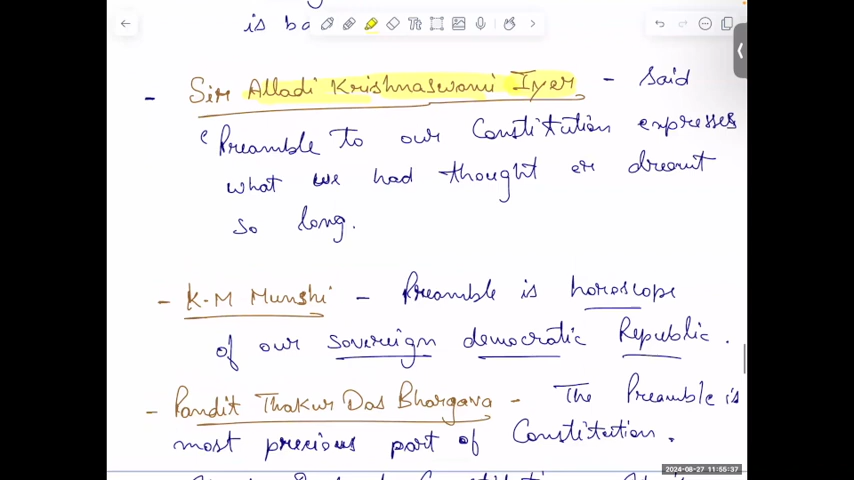 is ba
- Sir Alladi Krishnaswami Iyer - Said
'Preamble to our Constitution expresses
what we had thought or dreamt
so long.
- K.M Munshi - Preamble is horoscope
of our sovereign democratic Republic.
- Pandit Thakur Das Bhargava - The Preamble is
most precious part of Constitution.
2024-08-27 11:55:37